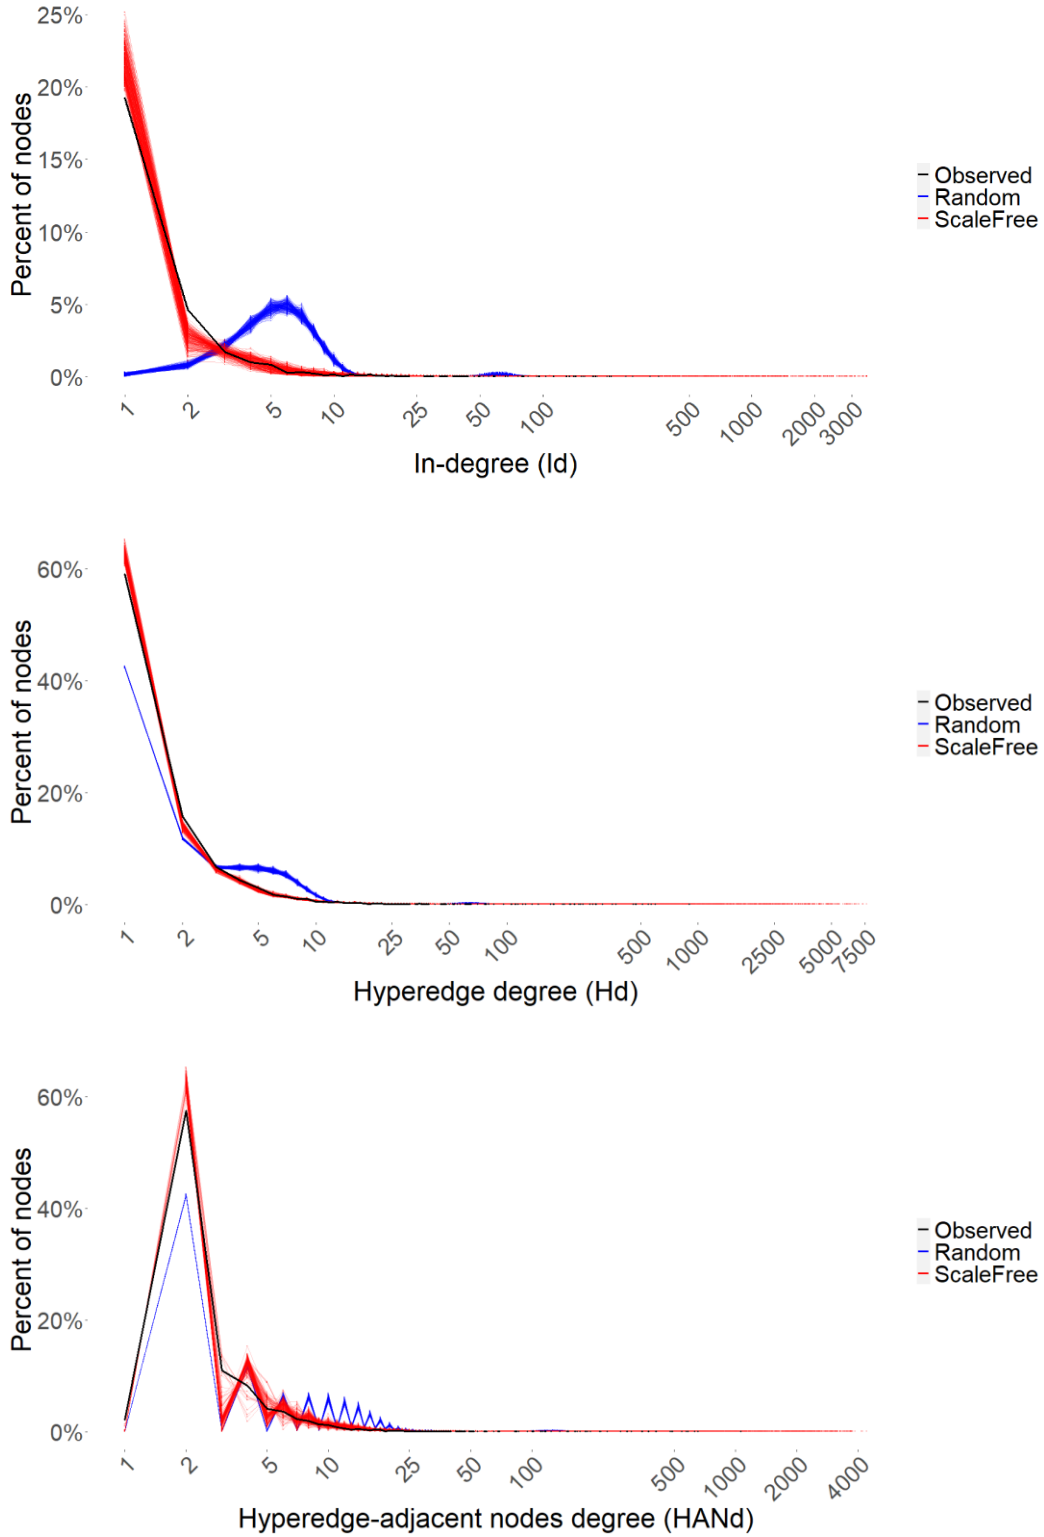 25%
20%
15%
10%
5%
0%
Percent of nodes
1 2 5 10 25 50 100 500 1000 2000 3000
In-degree (Id)
Observed
Random
ScaleFree
60%
40%
20%
0%
Percent of nodes
1 2 5 10 25 50 100 500 1000 2500 5000 7500
Hyperedge degree (Hd)
Observed
Random
ScaleFree
60%
40%
20%
0%
Percent of nodes
1 2 5 10 25 50 100 500 1000 2000 4000
Hyperedge-adjacent nodes degree (HANd)
Observed
Random
ScaleFree